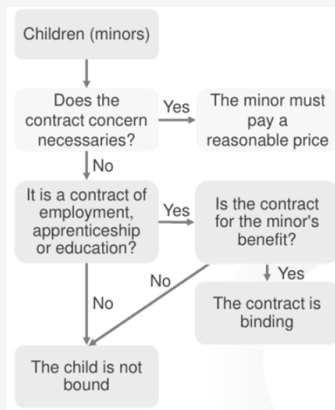 Children (minors)
Does the
contract concern
necessaries?
Yes
The minor must
pay a
reasonable price
No
It is a contract of
employment,
apprenticeship
or education?
Yes
Is the contract
for the minor's
benefit?
No
No
Yes
The contract is
binding
The child is not
bound